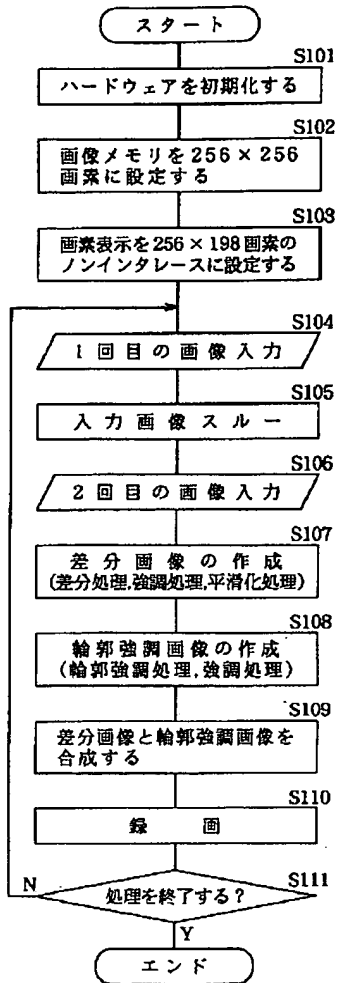 スタート
S101
ハードウェアを初期化する
S102
画像メモリを256×256
画素に設定する
S103
画素表示を256×198画素の
ノンインタレースに設定する
S104
1回目の画像入力
S105
入力画像スルー
S106
2回目の画像入力
S107
差分画像の作成
(差分処理,強調処理,平滑化処理)
S108
輪郭強調画像の作成
(輪郭強調処理,強調処理)
S109
差分画像と輪郭強調画像を
合成する
S110
録画
S111
N
処理を終了する?
Y
エンド